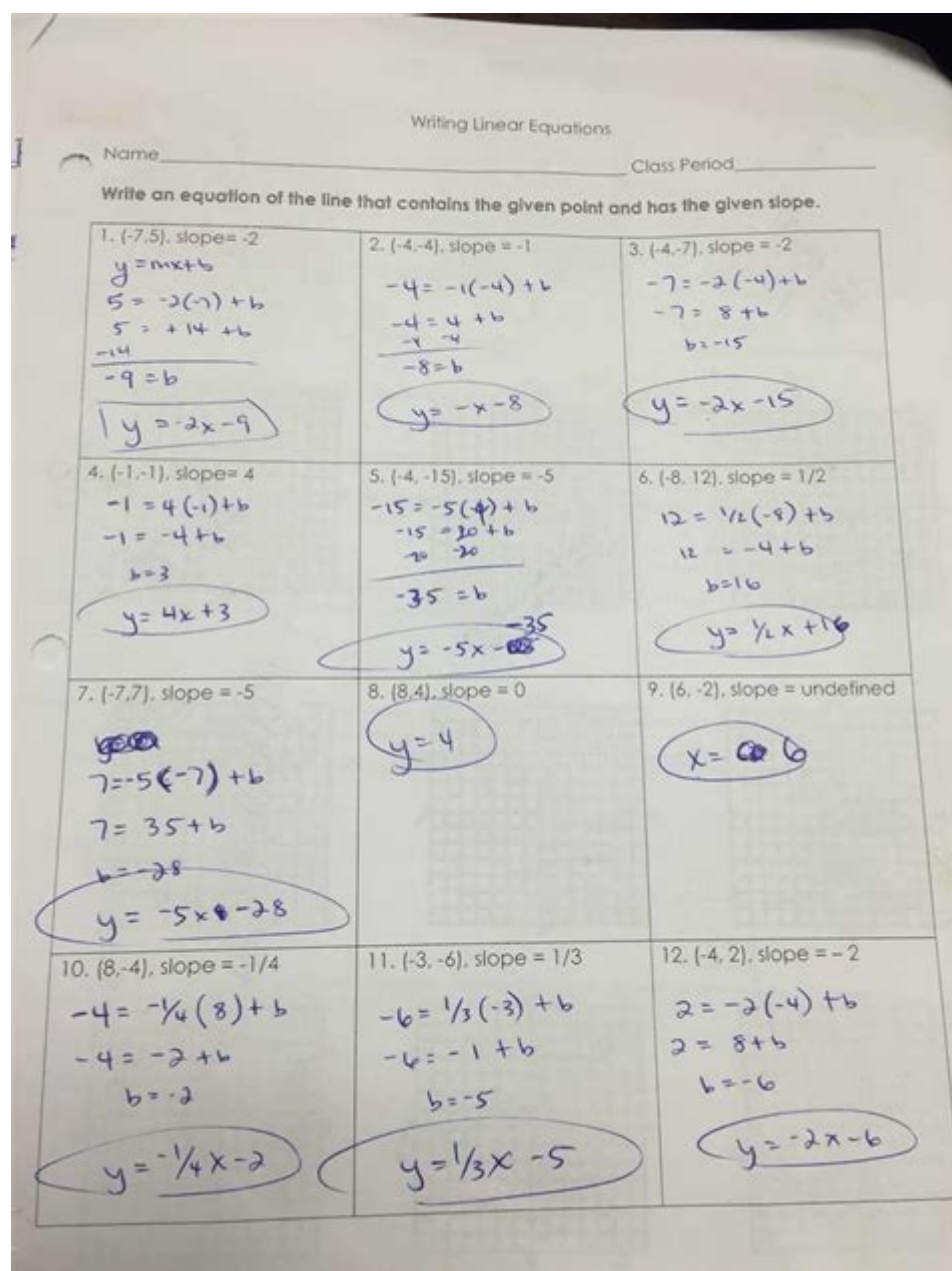 Writing Linear Equations
Name
Class Period
Write an equation of the line that contains the given point and has the given slope.
1. (-7,5), slope= -2
y = mx+b
5 = -2(-7) + b
5 = +14 + b
-14
-9 = b
y = -2x - 9
2. (-4,-4), slope = -1
-4 = -1(-4) + b
-4 = 4 + b
-4 -4
-8 = b
y = -x - 8
3. (-4,-7), slope = -2
-7 = -2(-4) + b
-7 = 8 + b
b = -15
y = -2x - 15
4. (-1,-1), slope= 4
-1 = 4(-1) + b
-1 = -4 + b
b = 3
y = 4x + 3
5. (-4, -15), slope = -5
-15 = -5(-4) + b
-15 = 20 + b
-20 -20
-35 = b
-35
y = -5x -
6. (-8, 12), slope = 1/2
12 = 1/2 (-8) + b
12 = -4 + b
b = 16
y = 1/2 x + 16
7. (-7,7), slope = -5
7 = -5(-7) + b
7 = 35 + b
b = -28
y = -5x - 28
8. (8,4), slope = 0
y = 4
9. (6, -2), slope = undefined
x = 6
10. (8,-4), slope = -1/4
-4 = -1/4 (8) + b
-4 = -2 + b
b = -2
y = -1/4 x - 2
11. (-3, -6), slope = 1/3
-6 = 1/3 (-3) + b
-6 = -1 + b
b = -5
y = 1/3 x - 5
12. (-4, 2), slope = – 2
2 = -2(-4) + b
2 = 8 + b
b = -6
y = -2x - 6